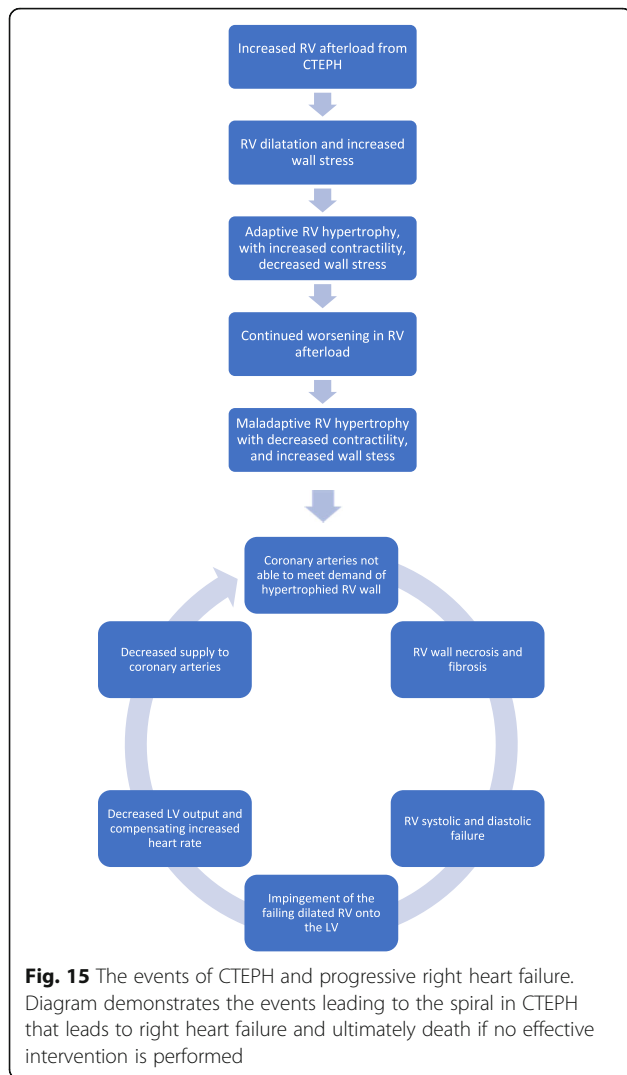 Increased RV afterload from
CTEPH
RV dilatation and increased
wall stress
Adaptive RV hypertrophy,
with increased contractility,
decreased wall stress
Continued worsening in RV
afterload
Maladaptive RV hypertrophy
with decreased contractility,
and increased wall stess
Coronary arteries not
able to meet demand of
hypertrophied RV wall
RV wall necrosis and
fibrosis
RV systolic and diastolic
failure
Impingement of the
failing dilated RV onto
the LV
Decreased LV output and
compensating increased
heart rate
Decreased supply to
coronary arteries
Fig. 15 The events of CTEPH and progressive right heart failure.
Diagram demonstrates the events leading to the spiral in CTEPH
that leads to right heart failure and ultimately death if no effective
intervention is performed